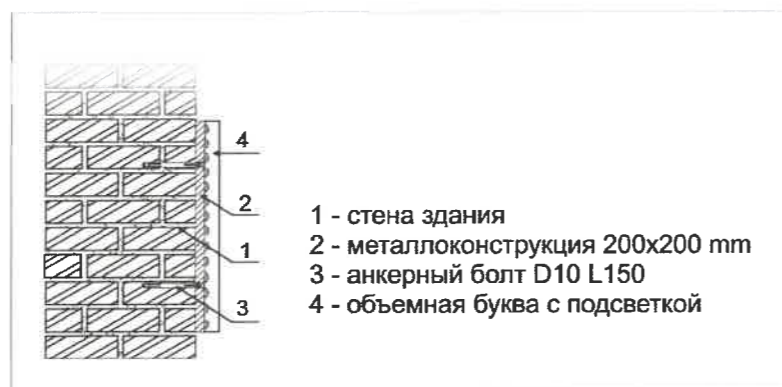 4
2
1
3
1 - стена здания
2 - металлоконструкция 200х200 mm
3 - анкерный болт D10 L150
4 - объемная буква с подсветкой